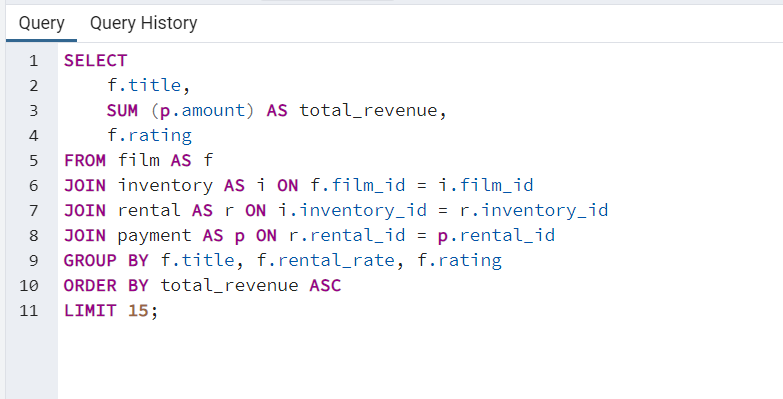 Query Query History
1 SELECT
2 f.title,
3 SUM (p.amount) AS total_revenue,
4 f.rating
5 FROM film AS f
6 JOIN inventory AS i ON f.film_id = i.film_id
7 JOIN rental AS r ON i.inventory_id = r.inventory_id
8 JOIN payment AS p ON r.rental_id = p.rental_id
9 GROUP BY f.title, f.rental_rate, f.rating
10 ORDER BY total_revenue ASC
11 LIMIT 15;